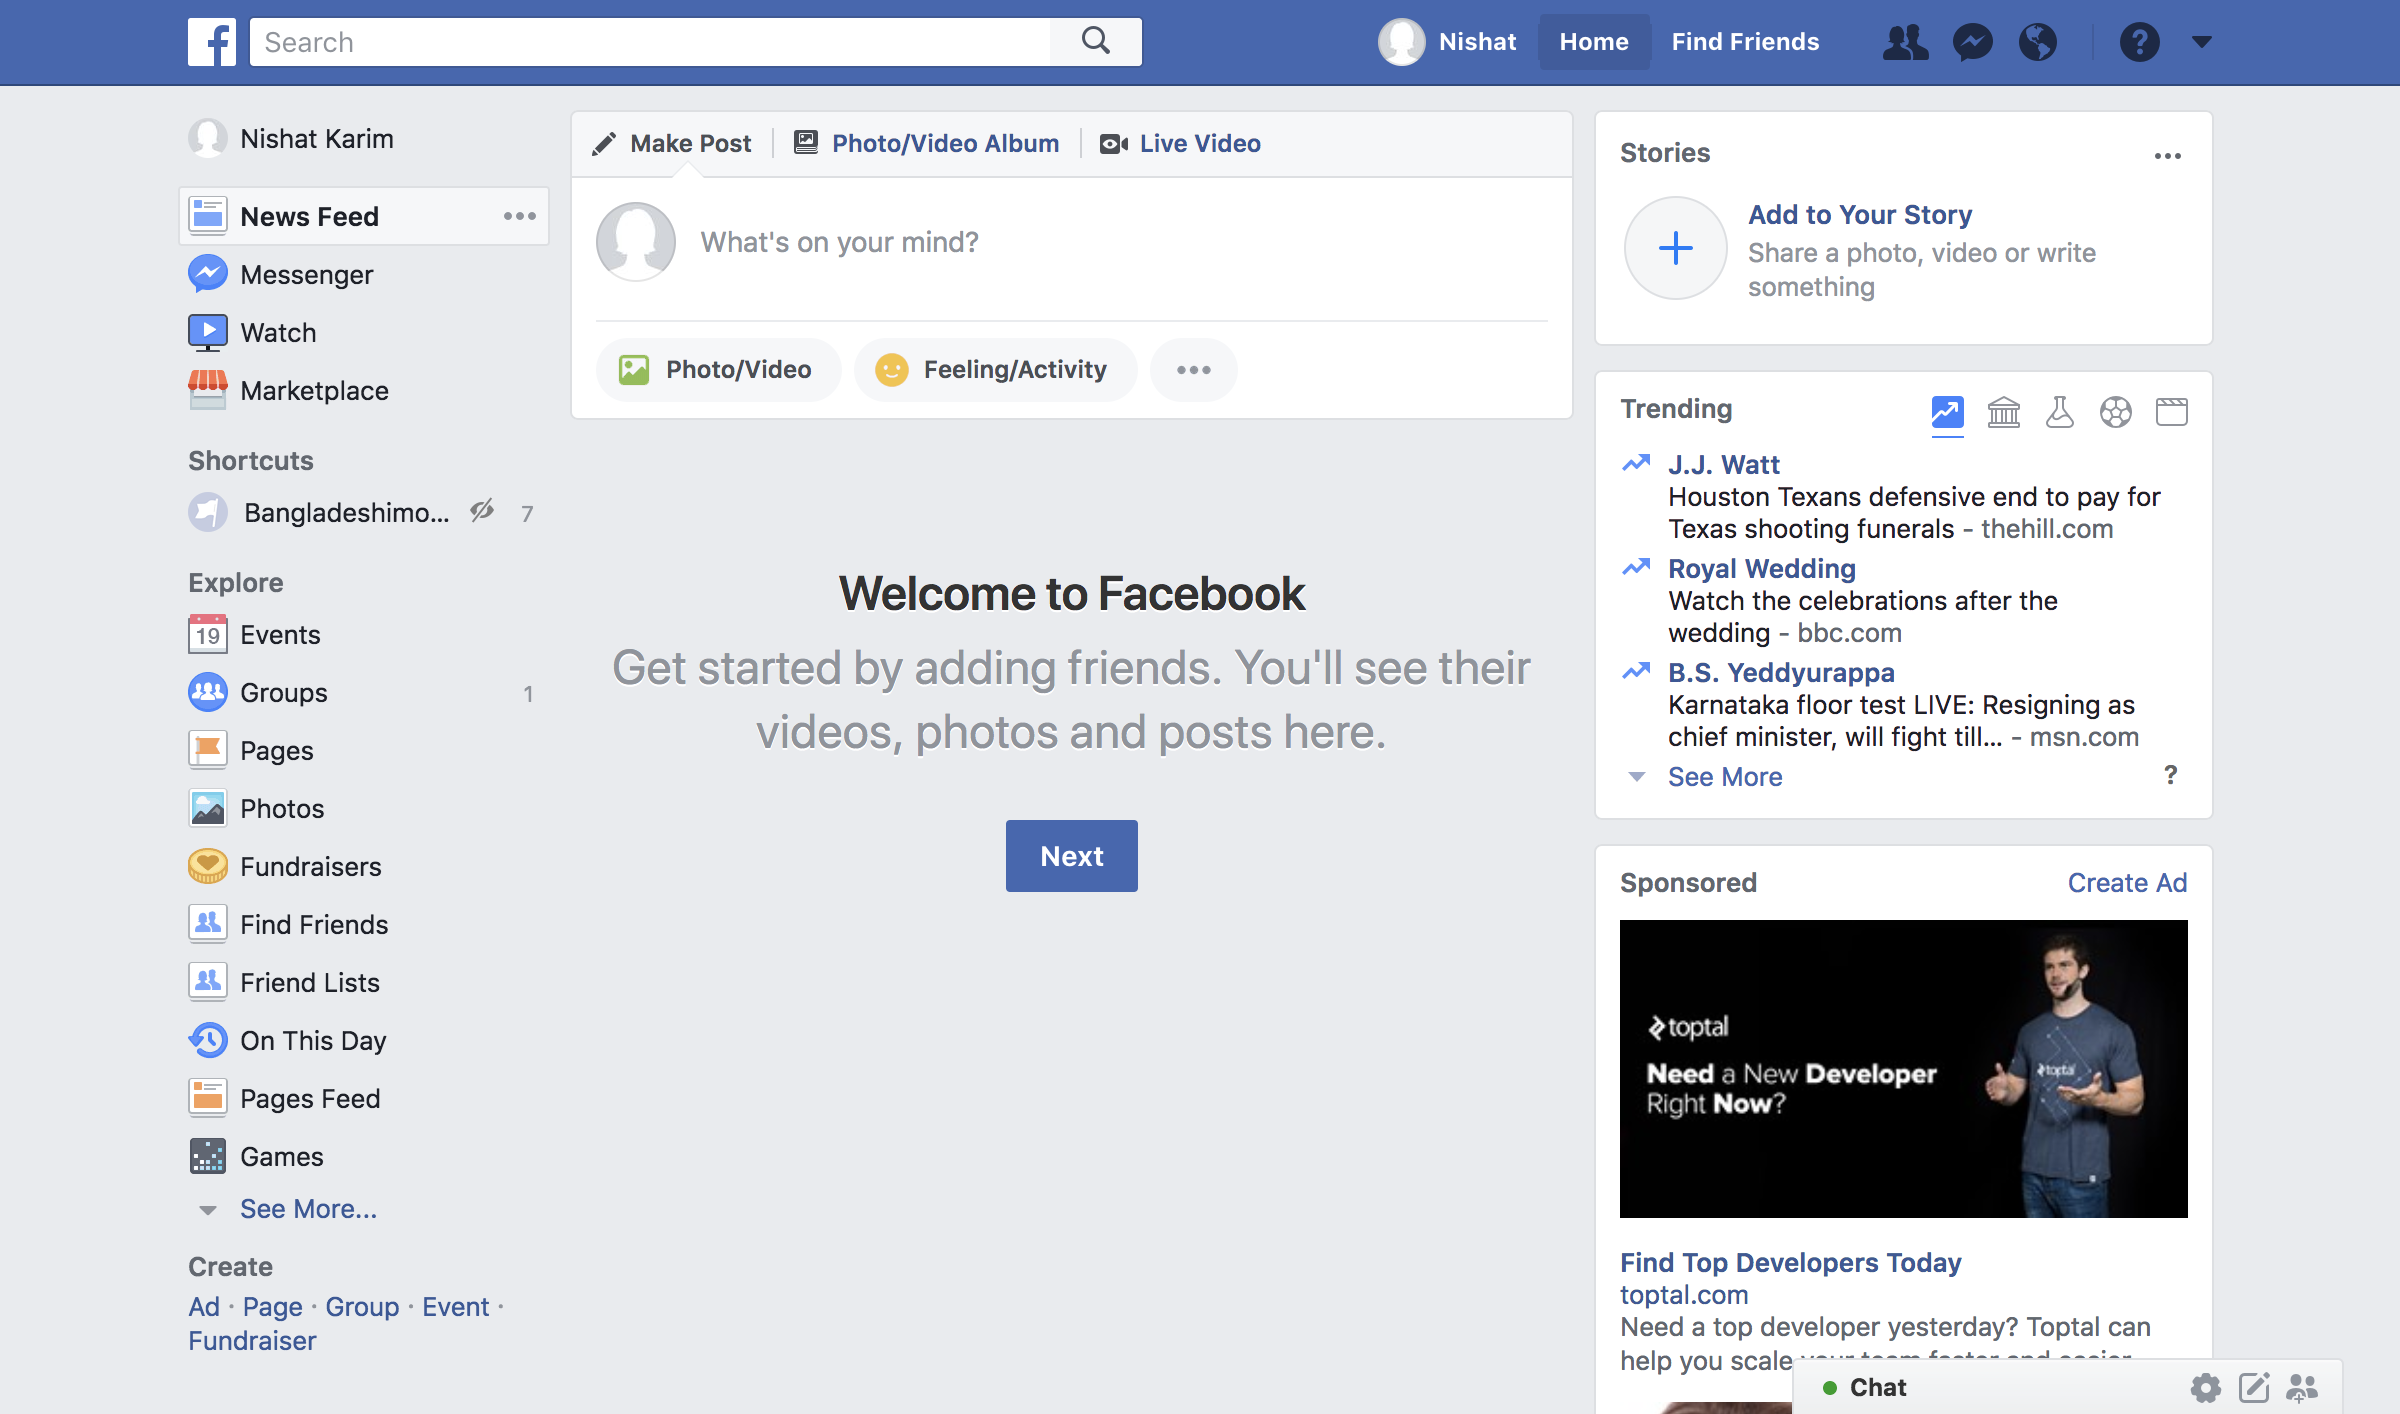 Search
Nishat
Home
Find Friends
Nishat Karim
News Feed
Messenger
Watch
Marketplace
Shortcuts
Bangladeshimo... 7
Explore
19 Events
Groups 1
Pages
Photos
Fundraisers
Find Friends
Friend Lists
On This Day
Pages Feed
Games
See More...
Create
Ad · Page · Group · Event ·
Fundraiser
Make Post
Photo/Video Album
Live Video
What's on your mind?
Photo/Video
Feeling/Activity
Welcome to Facebook
Get started by adding friends. You'll see their
videos, photos and posts here.
Next
Stories
Add to Your Story
Share a photo, video or write
something
Trending
J.J. Watt
Houston Texans defensive end to pay for
Texas shooting funerals - thehill.com
Royal Wedding
Watch the celebrations after the
wedding - bbc.com
B.S. Yeddyurappa
Karnataka floor test LIVE: Resigning as
chief minister, will fight till... - msn.com
See More ?
Sponsored
Create Ad
toptal
Need a New Developer
Right Now?
toptal
Find Top Developers Today
toptal.com
Need a top developer yesterday? Toptal can
help you scale your team faster and easier
Chat